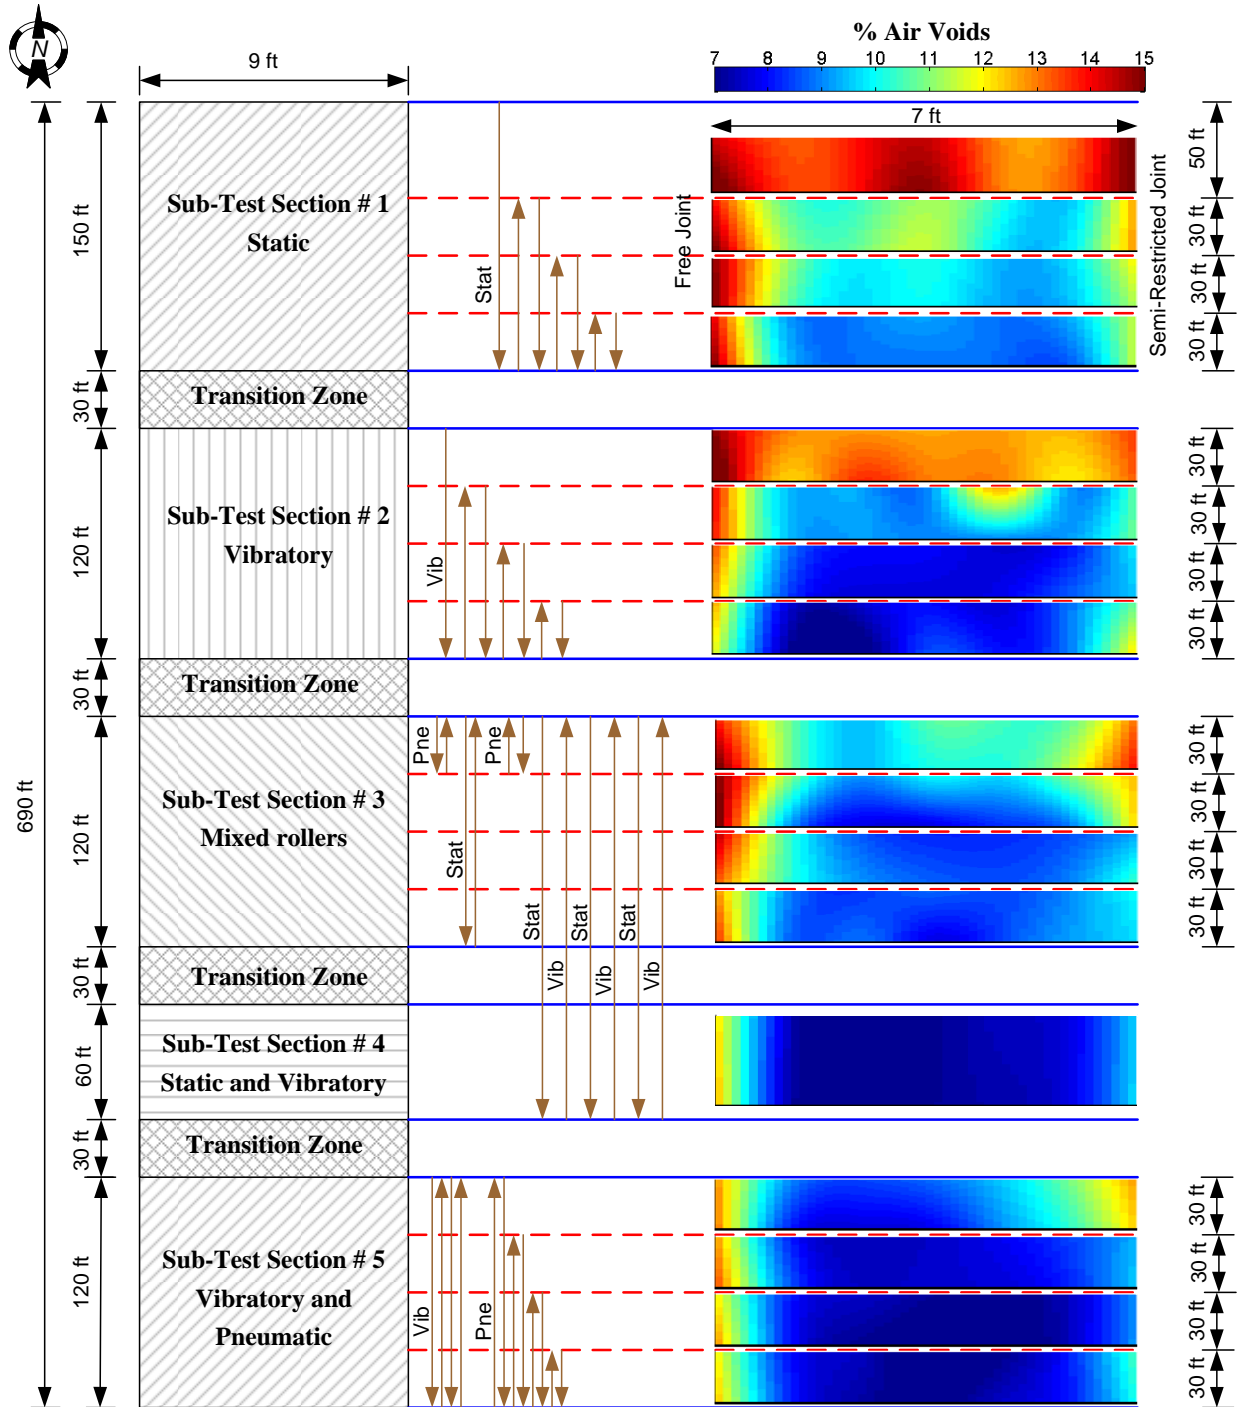 N
% Air Voids
9 ft
7 8 9 10 11 12 13 14 15
7 ft
50 ft
150 ft
Sub-Test Section # 1
Static
Stat
Free Joint
Semi-Restricted Joint
30 ft
30 ft
30 ft
30 ft
Transition Zone
120 ft
Sub-Test Section # 2
Vibratory
Vib
30 ft
30 ft
30 ft
30 ft
30 ft
Transition Zone
690 ft
120 ft
Sub-Test Section # 3
Mixed rollers
Pne
Pne
Stat
Stat
Stat
Stat
30 ft
30 ft
30 ft
30 ft
30 ft
Transition Zone
Vib
Vib
Vib
60 ft
Sub-Test Section # 4
Static and Vibratory
30 ft
Transition Zone
120 ft
Sub-Test Section # 5
Vibratory and
Pneumatic
Vib
Pne
30 ft
30 ft
30 ft
30 ft